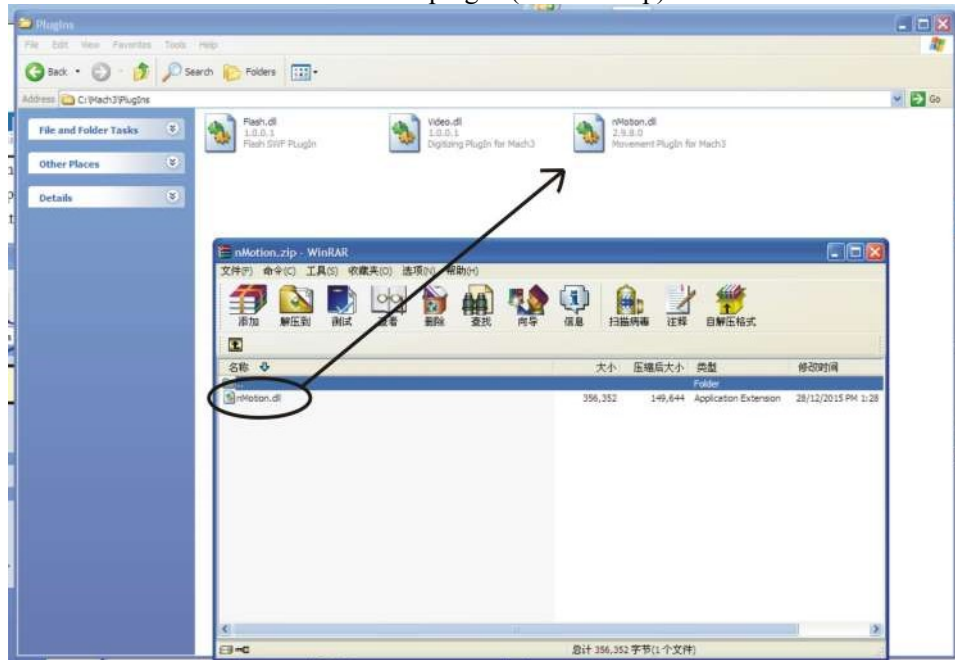 PlugIns
File Edit View Favorites Tools Help
Back Search Folders
Address C:\Mach3\PlugIns Go
File and Folder Tasks
Other Places
Details
Flash.dll
1.0.0.1
Flash SWF PlugIn
Video.dll
1.0.0.1
Digitizing PlugIn for Mach3
nMotion.dll
2.9.8.0
Movement PlugIn for Mach3
nMotion.zip - WinRAR
文件(F) 命令(C) 工具(S) 收藏夹(O) 选项(N) 帮助(H)
添加 解压到 测试 查看 删除 查找 向导 信息 扫描病毒 注释 自解压格式
名称 大小 压缩后大小 类型 修改时间
..
Folder
nMotion.dll 356,352 149,644 Application Extension 28/12/2015 PM 1:28
总计 356,352 字节(1 个文件)